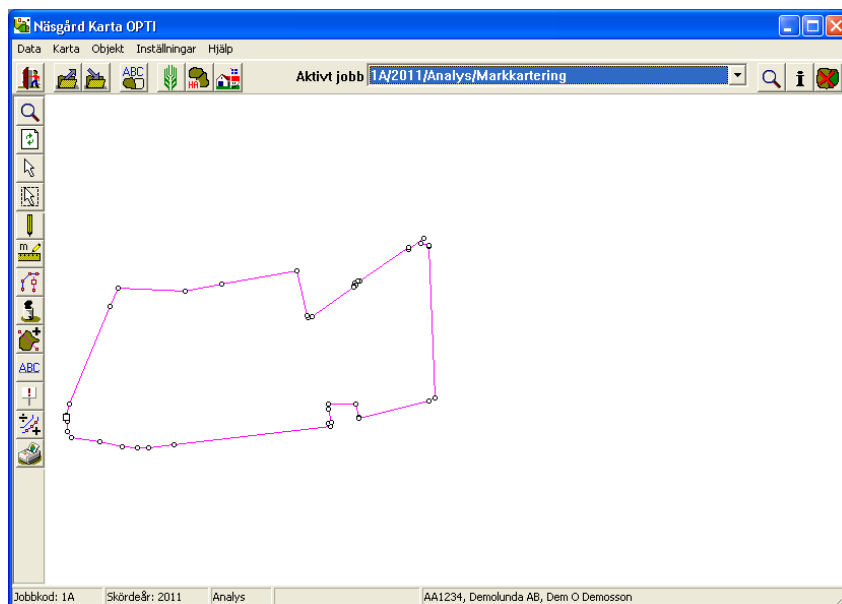 Näsgård Karta OPTI
Data Karta Objekt Inställningar Hjälp
ABC HA Aktivt jobb 1A/2011/Analys/Markkartering i
m
ABC
Jobbkod: 1A Skördeår: 2011 Analys AA1234, Demolunda AB, Dem O Demosson